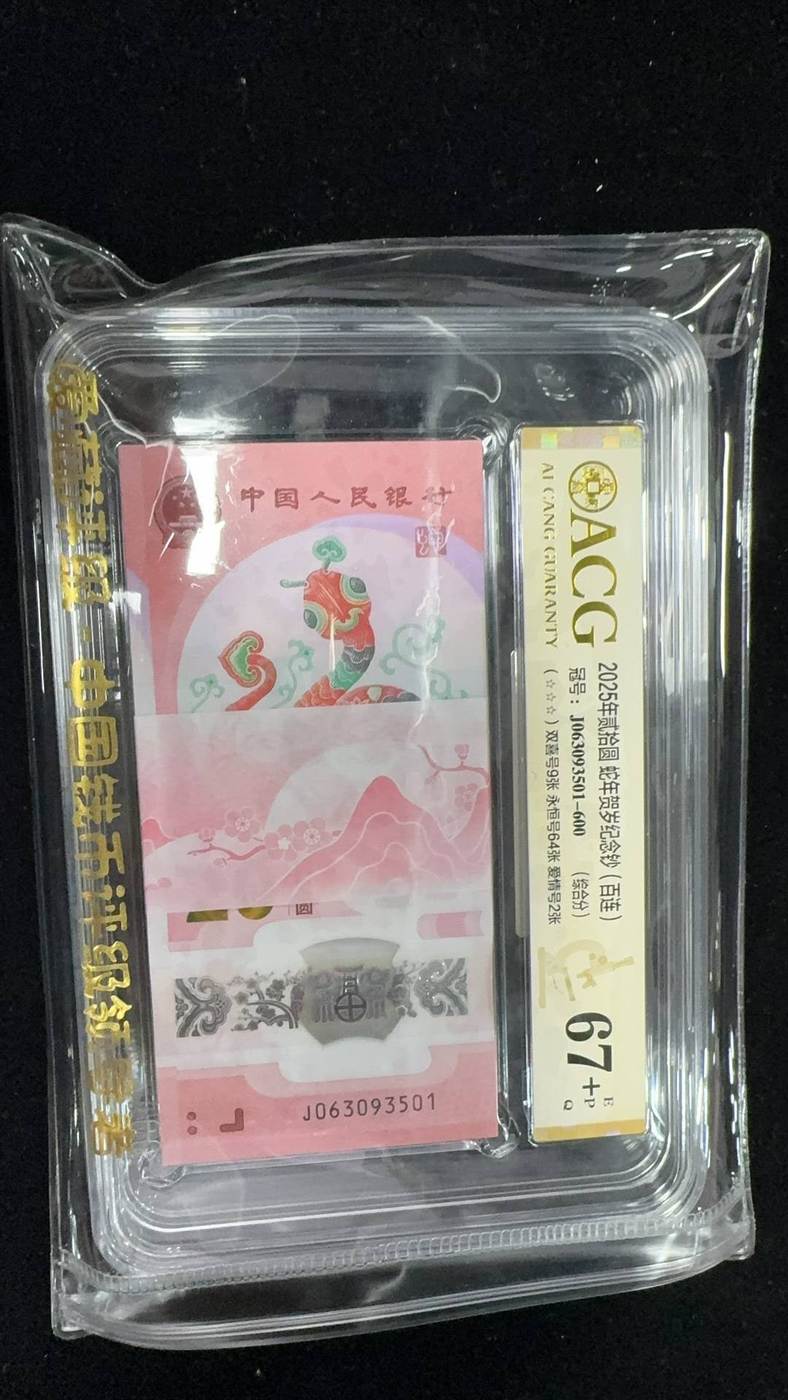 爱藏评级·中国钱币评级领导者
中国人民银行
圆
J063093501
ACG
AI CANG GUARANTY
2025年贰拾圆 蛇年贺岁纪念钞（百连）
冠号：J063093501-600 （综合分）
（☆☆☆）双喜号9张 永恒号64张 爱情号2张
67+
E
P
Q